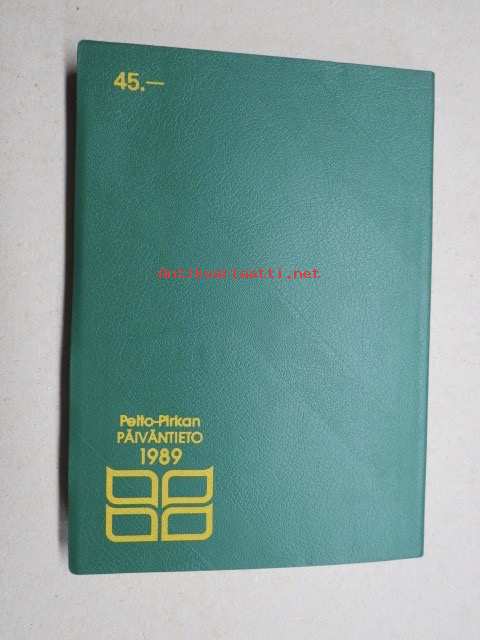 45.—
Antikvariaatti.net
Pelto-Pirkan
PÄIVÄNTIETO
1989